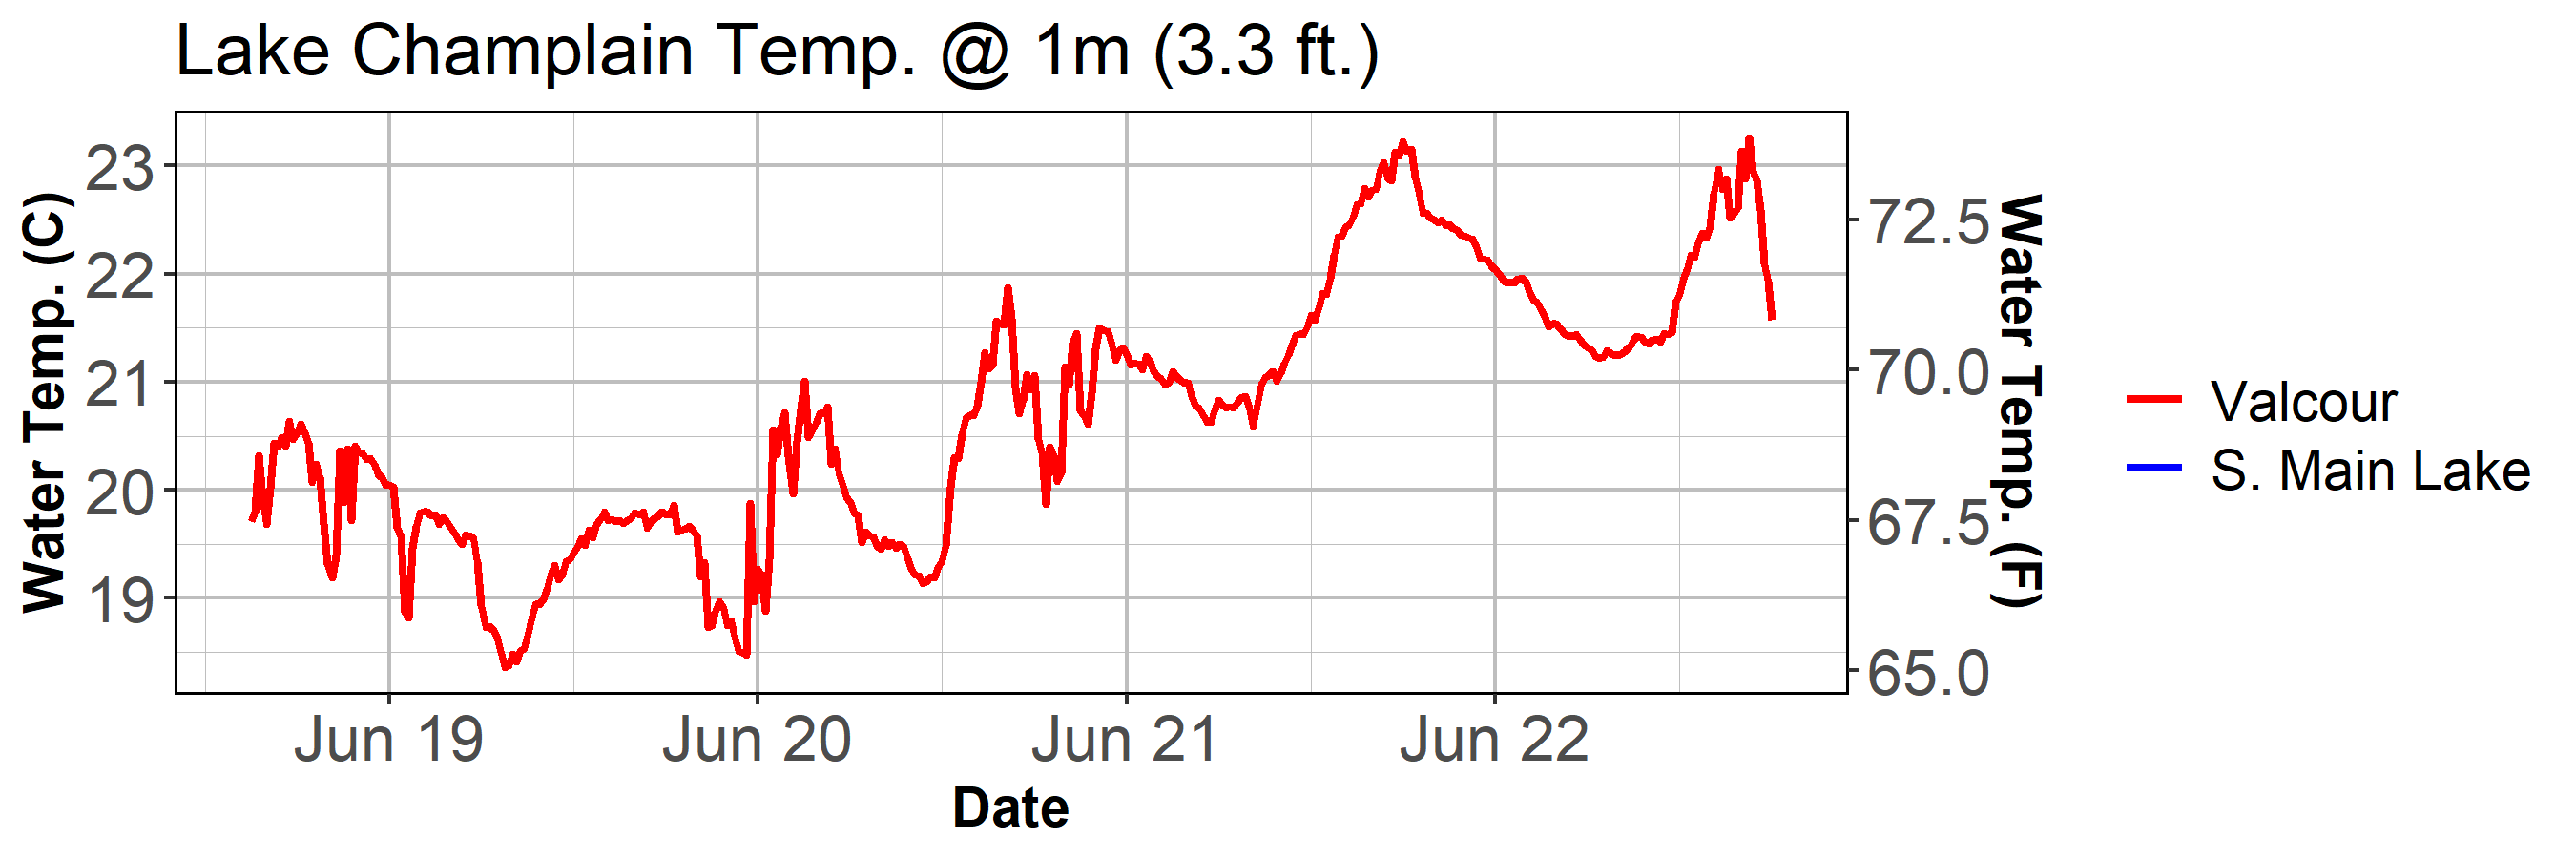 Lake Champlain Temp. @ 1m (3.3 ft.)
Water Temp. (C)
23
22
21
20
19
72.5
70.0
67.5
65.0
Water Temp. (F)
Jun 19
Jun 20
Jun 21
Jun 22
Date
Valcour
S. Main Lake